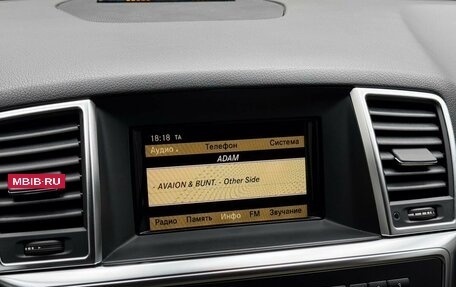 18:18 TA
Аудио Телефон Система
ADAM
- AVAION & BUNT. - Other Side
Радио Память Инфо FM Звучание
MBIB·RU